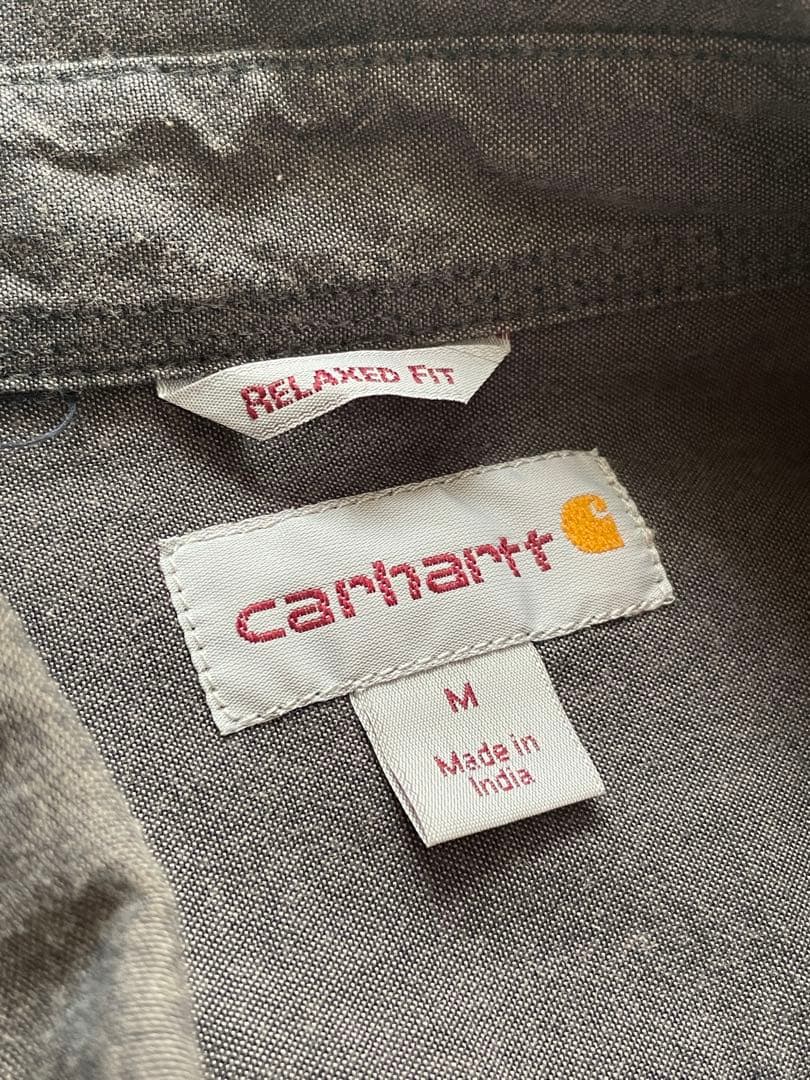 RELAXED FIT
carhartt
M
Made in
India